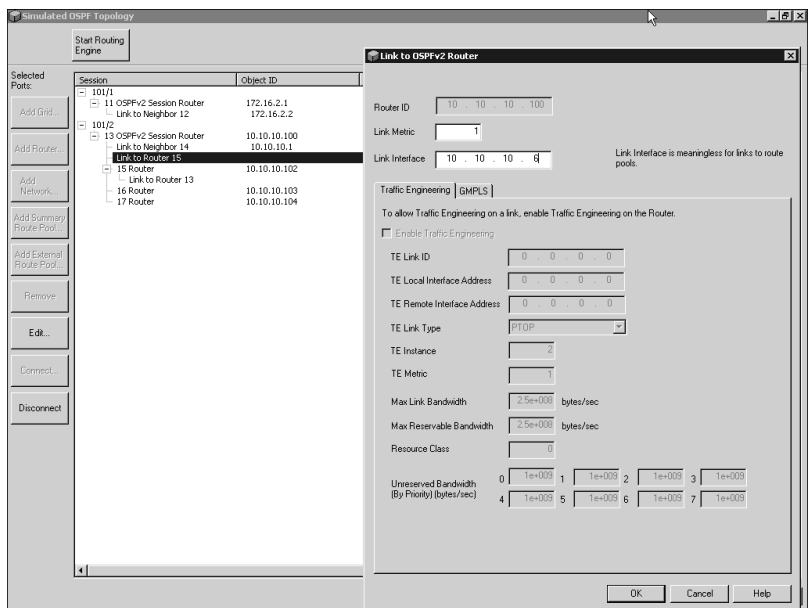 Simulated OSPF Topology
Start Routing
Engine
Selected
Ports:
Add Grid...
Add Router...
Add
Network...
Add Summary
Route Pool...
Add External
Route Pool...
Remove
Edit...
Connect...
Disconnect
Session Object ID
101/1
11 OSPFv2 Session Router 172.16.2.1
Link to Neighbor 12 172.16.2.2
101/2
13 OSPFv2 Session Router 10.10.10.100
Link to Neighbor 14 10.10.10.1
Link to Router 15
15 Router 10.10.10.102
Link to Router 13
16 Router 10.10.10.103
17 Router 10.10.10.104
Link to OSPFv2 Router
Router ID 10 . 10 . 10 . 100
Link Metric 1
Link Interface 10 . 10 . 10 . 6
Link Interface is meaningless for links to route
pools.
Traffic Engineering GMPLS
To allow Traffic Engineering on a link, enable Traffic Engineering on the Router.
Enable Traffic Engineering
TE Link ID 0 . 0 . 0 . 0
TE Local Interface Address 0 . 0 . 0 . 0
TE Remote Interface Address 0 . 0 . 0 . 0
TE Link Type PTOP
TE Instance 2
TE Metric 1
Max Link Bandwidth 2.5e+008 bytes/sec
Max Reservable Bandwidth 2.5e+008 bytes/sec
Resource Class 0
Unreserved Bandwidth
(By Priority) (bytes/sec)
0 1e+009 1 1e+009 2 1e+009 3 1e+009
4 1e+009 5 1e+009 6 1e+009 7 1e+009
OK Cancel Help